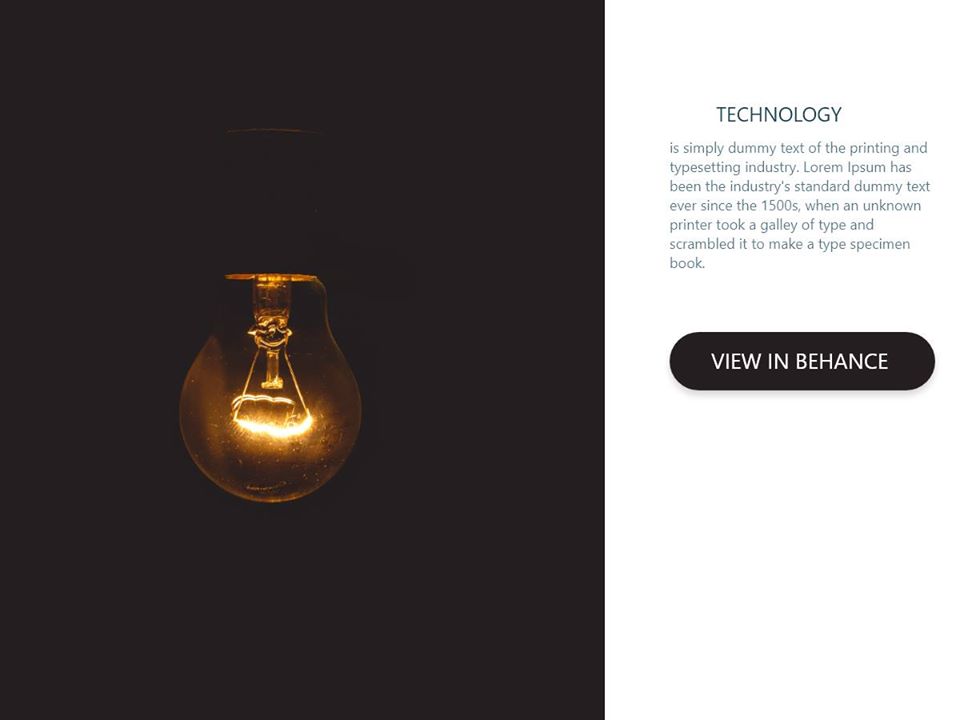 TECHNOLOGY
is simply dummy text of the printing and
typesetting industry. Lorem Ipsum has
been the industry's standard dummy text
ever since the 1500s, when an unknown
printer took a galley of type and
scrambled it to make a type specimen
book.
VIEW IN BEHANCE